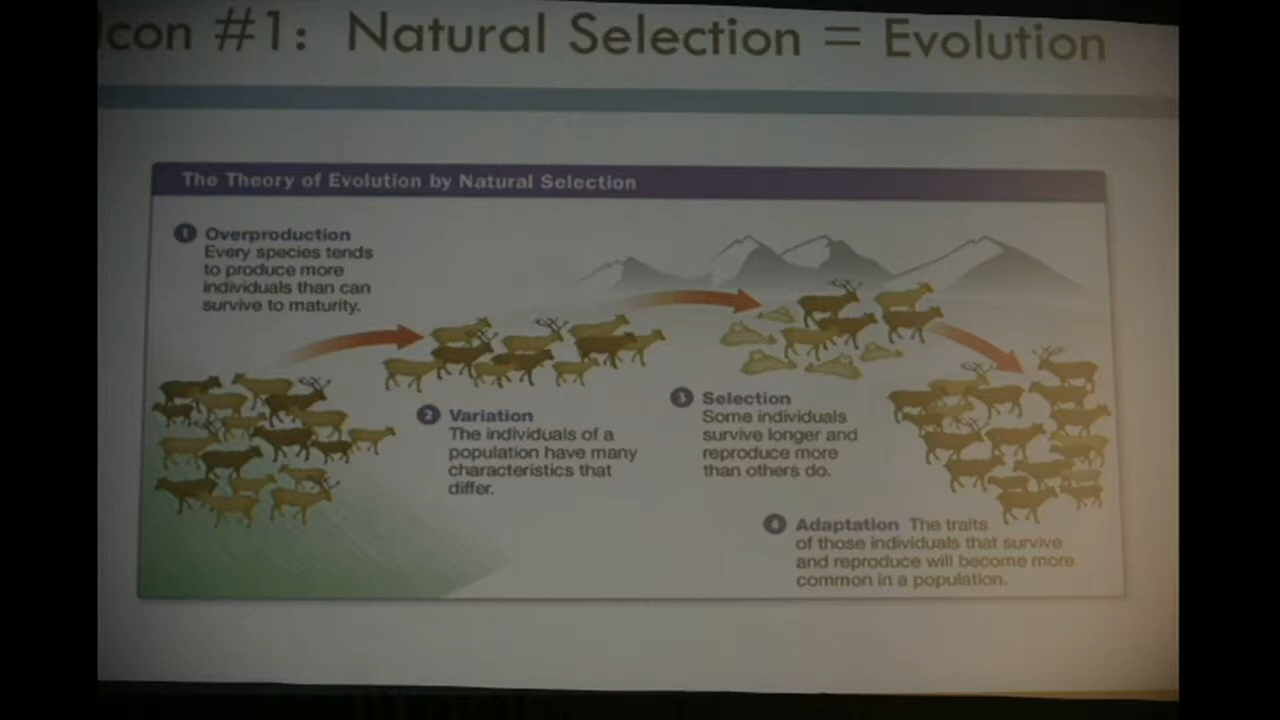 Icon #1: Natural Selection = Evolution
The Theory of Evolution by Natural Selection
1 Overproduction
Every species tends
to produce more
individuals than can
survive to maturity.
2 Variation
The individuals of a
population have many
characteristics that
differ.
3 Selection
Some individuals
survive longer and
reproduce more
than others do.
4 Adaptation The traits
of those individuals that survive
and reproduce will become more
common in a population.